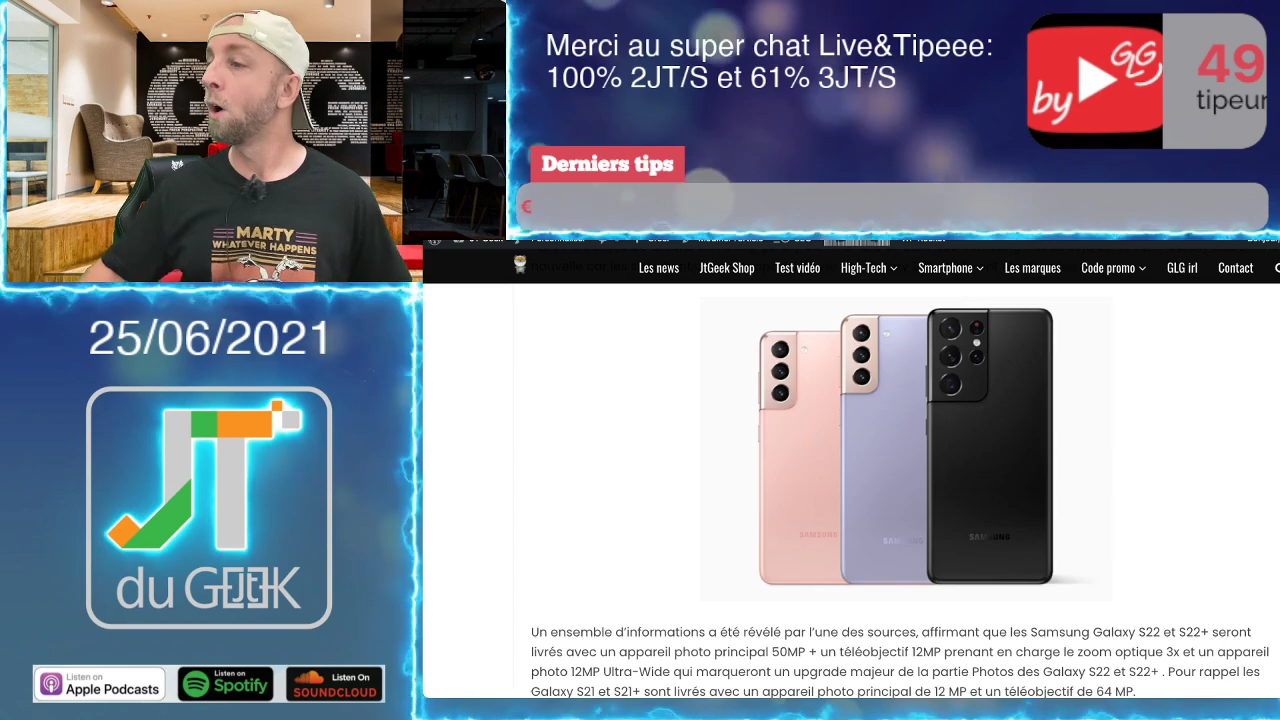 Merci au super chat Live&Tipeee:
100% 2JT/S et 61% 3JT/S
by GLG
49
tipeur
Derniers tips
€
MARTY
WHATEVER HAPPENS
Les news JtGeek Shop Test vidéo High-Tech Smartphone Les marques Code promo GLG irl Contact
25/06/2021
JT
du GEEK
Listen on
Apple Podcasts
Listen on
Spotify
Listen On
SOUNDCLOUD
SAMSUNG
SAMSUNG
SAMSUNG
Un ensemble d'informations a été révélé par l'une des sources, affirmant que les Samsung Galaxy S22 et S22+ seront
livrés avec un appareil photo principal 50MP + un téléobjectif 12MP prenant en charge le zoom optique 3x et un appareil
photo 12MP Ultra-Wide qui marqueront un upgrade majeur de la partie Photos des Galaxy S22 et S22+ . Pour rappel les
Galaxy S21 et S21+ sont livrés avec un appareil photo principal de 12 MP et un téléobjectif de 64 MP.